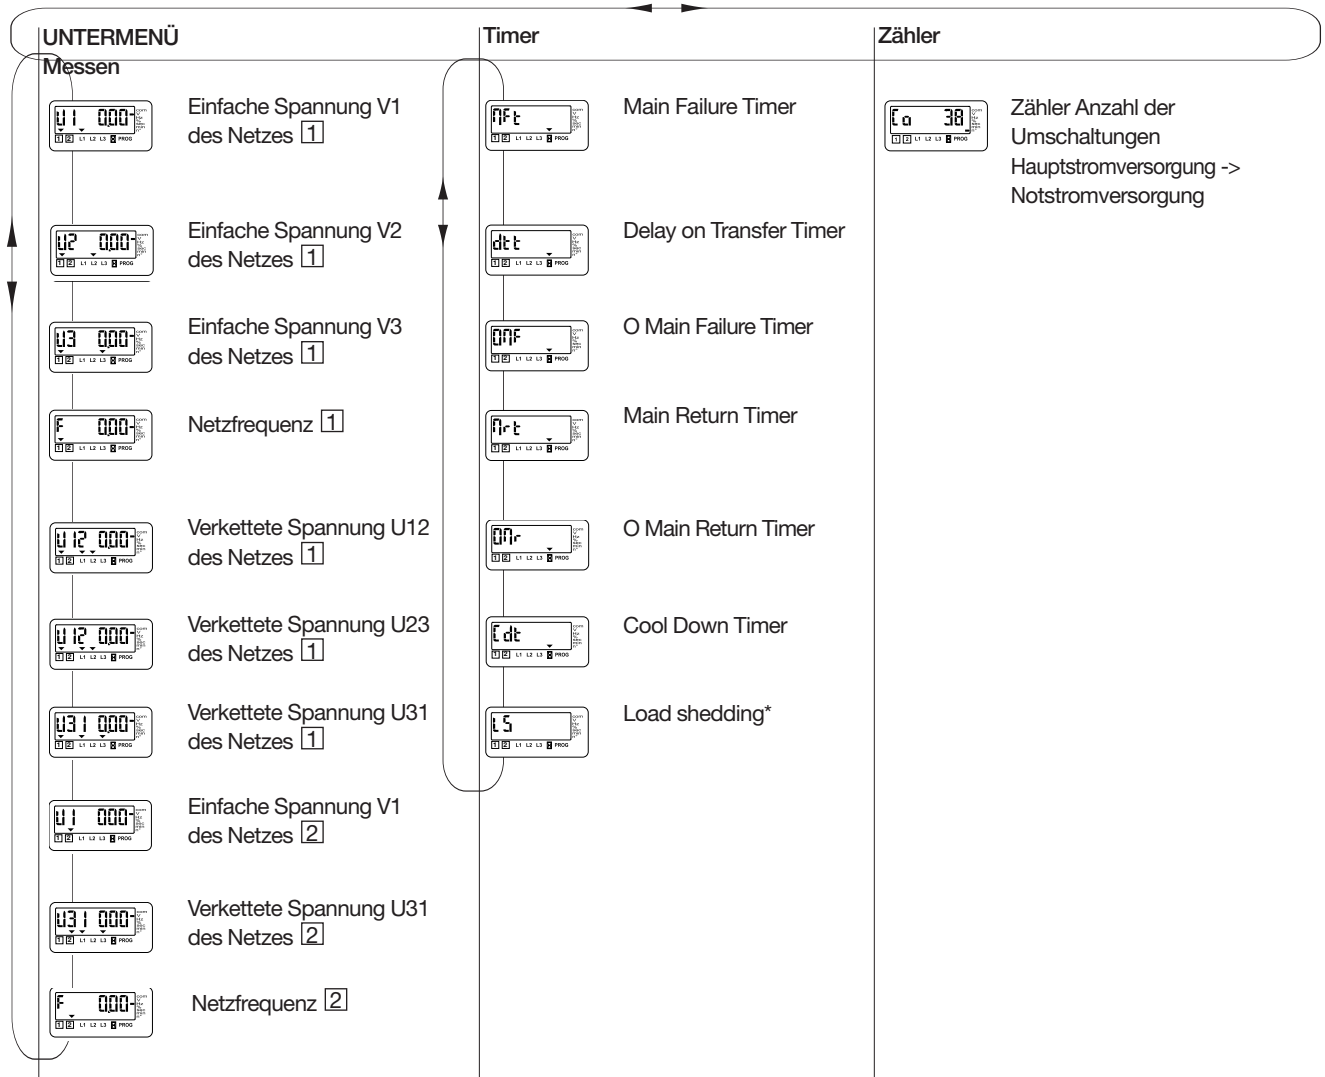 UNTERMENÜ
Messen
U1 0.00
Einfache Spannung V1
des Netzes 1
U2 0.00
Einfache Spannung V2
des Netzes 1
U3 0.00
Einfache Spannung V3
des Netzes 1
F 0.00
Netzfrequenz 1
U12 0.00
Verkettete Spannung U12
des Netzes 1
U12 0.00
Verkettete Spannung U23
des Netzes 1
U31 0.00
Verkettete Spannung U31
des Netzes 1
U1 0.00
Einfache Spannung V1
des Netzes 2
U31 0.00
Verkettete Spannung U31
des Netzes 2
F 0.00
Netzfrequenz 2
Timer
MFt
Main Failure Timer
dtt
Delay on Transfer Timer
OMF
O Main Failure Timer
Mrt
Main Return Timer
OMr
O Main Return Timer
Cdt
Cool Down Timer
LS
Load shedding*
Zähler
1 2 L1 L2 L3 PROG
Zähler Anzahl der
Umschaltungen
Hauptstromversorgung ->
Notstromversorgung